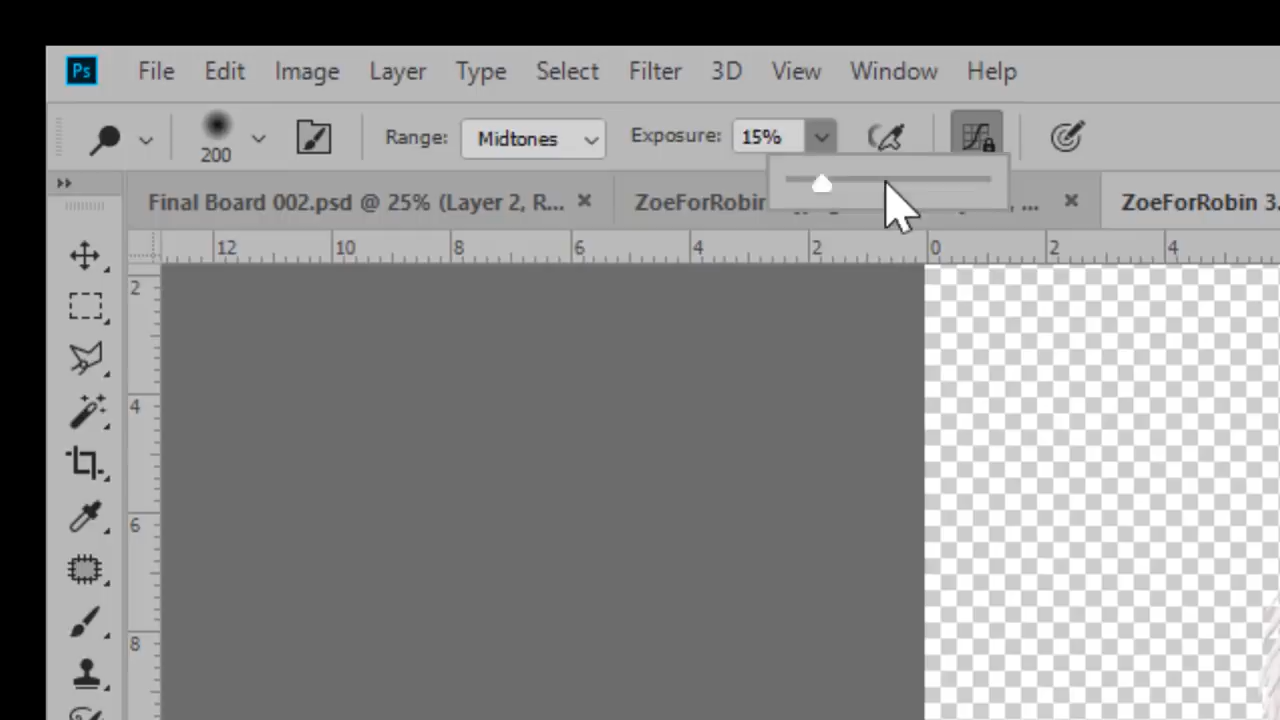 Ps File Edit Image Layer Type Select Filter 3D View Window Help
200 Range: Midtones Exposure: 15%
Final Board 002.psd @ 25% (Layer 2, R... × ZoeForRobin ... × ZoeForRobin 3.
12 10 8 6 4 2 0 2 4
2
4
6
8